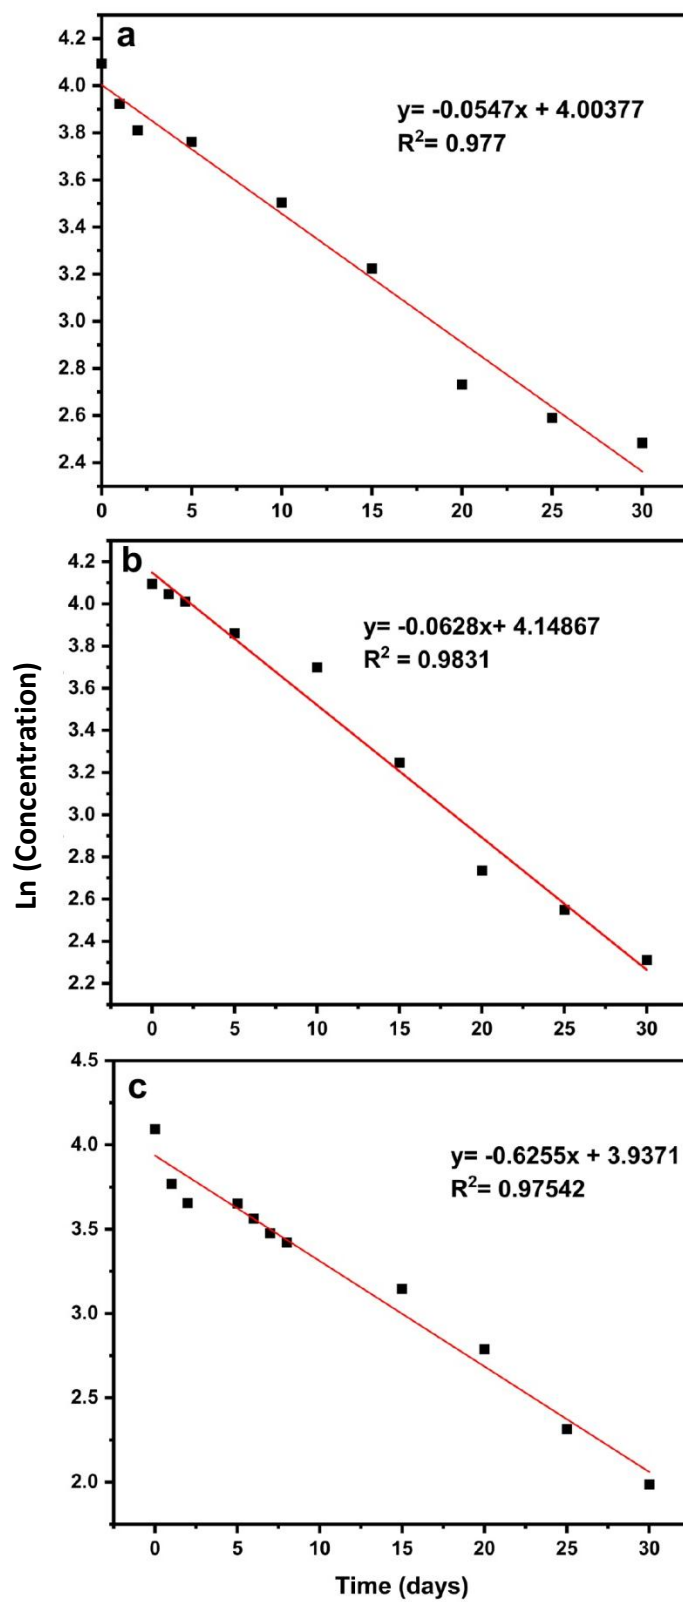 a
4.2
4.0
3.8
3.6
3.4
3.2
3.0
2.8
2.6
2.4
y= -0.0547x + 4.00377
R²= 0.977
0 5 10 15 20 25 30
b
4.2
4.0
3.8
3.6
3.4
3.2
3.0
2.8
2.6
2.4
2.2
y= -0.0628x+ 4.14867
R² = 0.9831
0 5 10 15 20 25 30
Ln (Concentration)
c
4.5
4.0
3.5
3.0
2.5
2.0
y= -0.6255x + 3.9371
R²= 0.97542
0 5 10 15 20 25 30
Time (days)